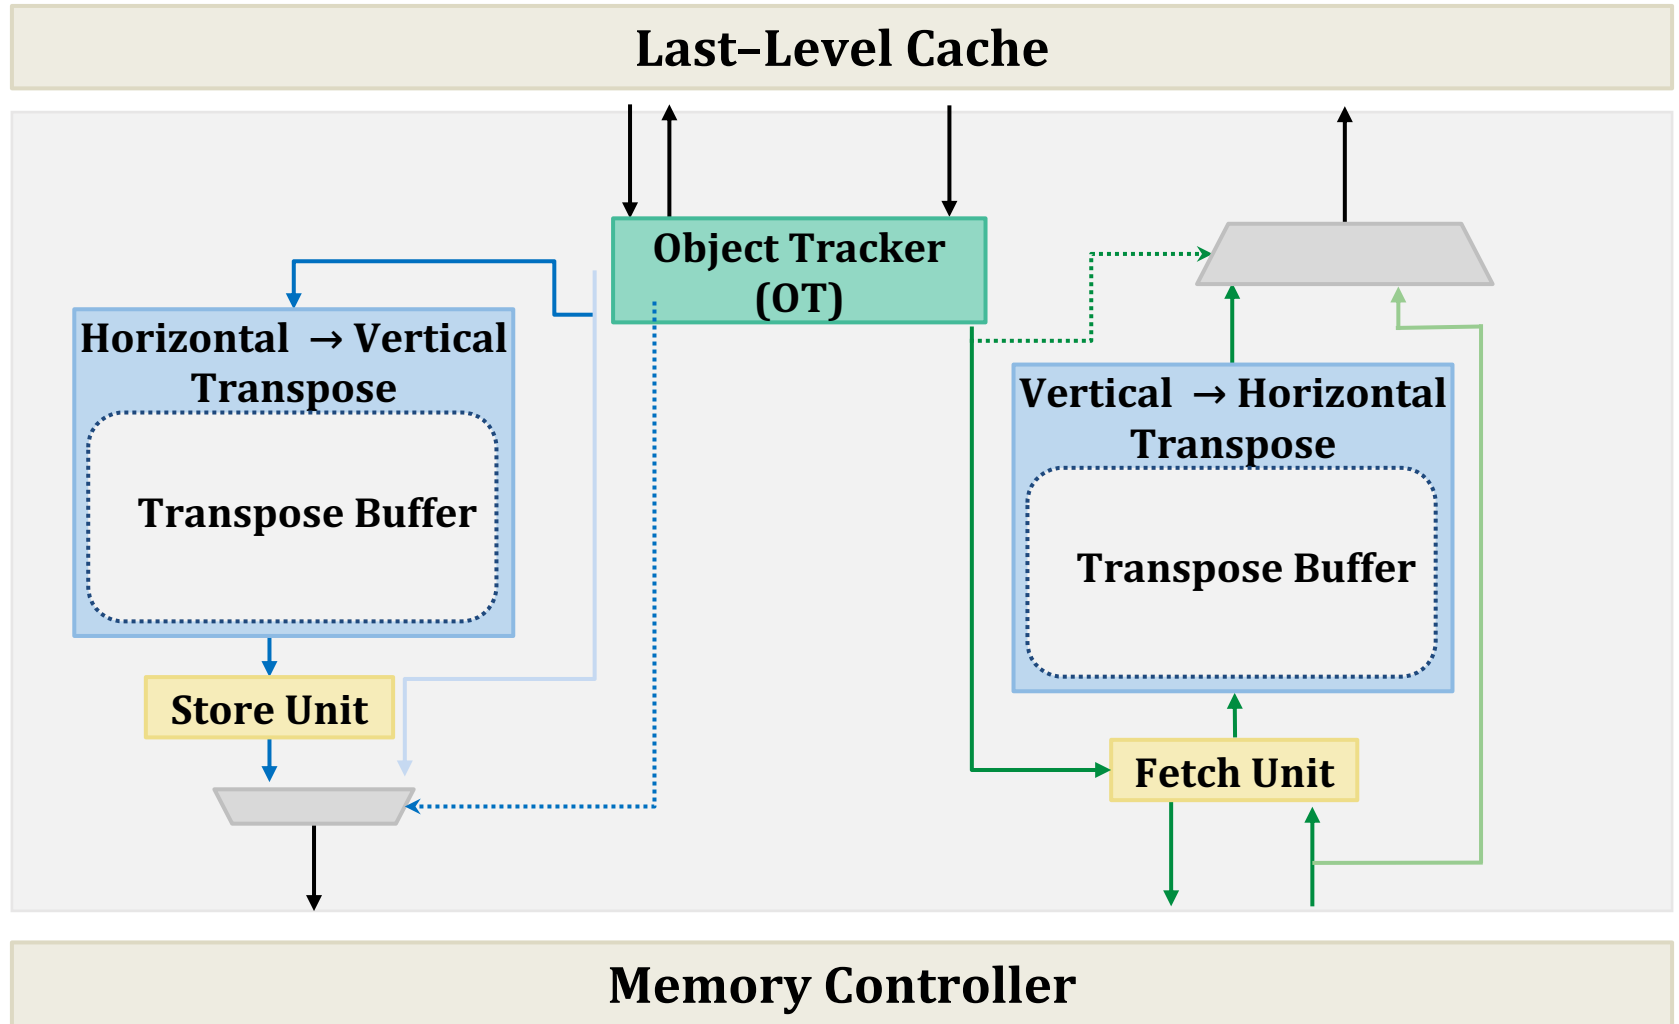 Last–Level Cache
Object Tracker
(OT)
Horizontal → Vertical
Transpose
Transpose Buffer
Store Unit
Vertical → Horizontal
Transpose
Transpose Buffer
Fetch Unit
Memory Controller